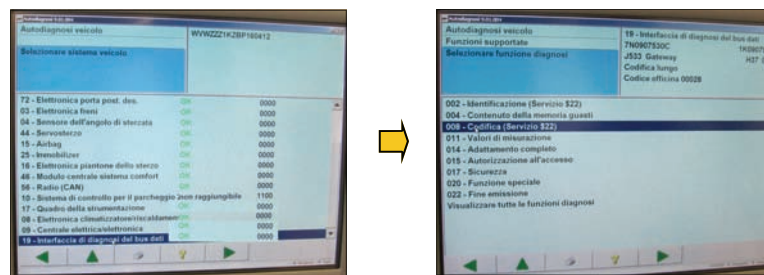 Autodiagnosi veicolo
WVWZZZ1KZBP160412
Selezionare sistema veicolo
72 - Elettronica porta post. des. OK 0000
03 - Elettronica freni OK 0000
04 - Sensore dell'angolo di sterzata OK 0000
44 - Servosterzo OK 0000
15 - Airbag OK 0000
25 - Immobilizer OK 0000
16 - Elettronica piantone dello sterzo OK 0000
46 - Modulo centrale sistema comfort OK 0000
56 - Radio (CAN) OK 0000
10 - Sistema di controllo per il parcheggio non raggiungibile 1100
17 - Quadro della strumentazione OK 0000
08 - Elettronica climatizzatore/riscaldamen OK 0000
09 - Centrale elettrica/elettronica OK 0000
19 - Interfaccia di diagnosi del bus dati OK 0000
Autodiagnosi veicolo
Funzioni supportate
Selezionare funzione diagnosi
19 - Interfaccia di diagnosi del bus dati
7N0907530C
J533 Gateway H37
Codifica lungo
Codice officina 00028
002 - Identificazione (Servizio $22)
004 - Contenuto della memoria guasti
008 - Codifica (Servizio $22)
011 - Valori di misurazione
014 - Adattamento completo
015 - Autorizzazione all'accesso
017 - Sicurezza
020 - Funzione speciale
022 - Fine emissione
Visualizzare tutte le funzioni diagnosi